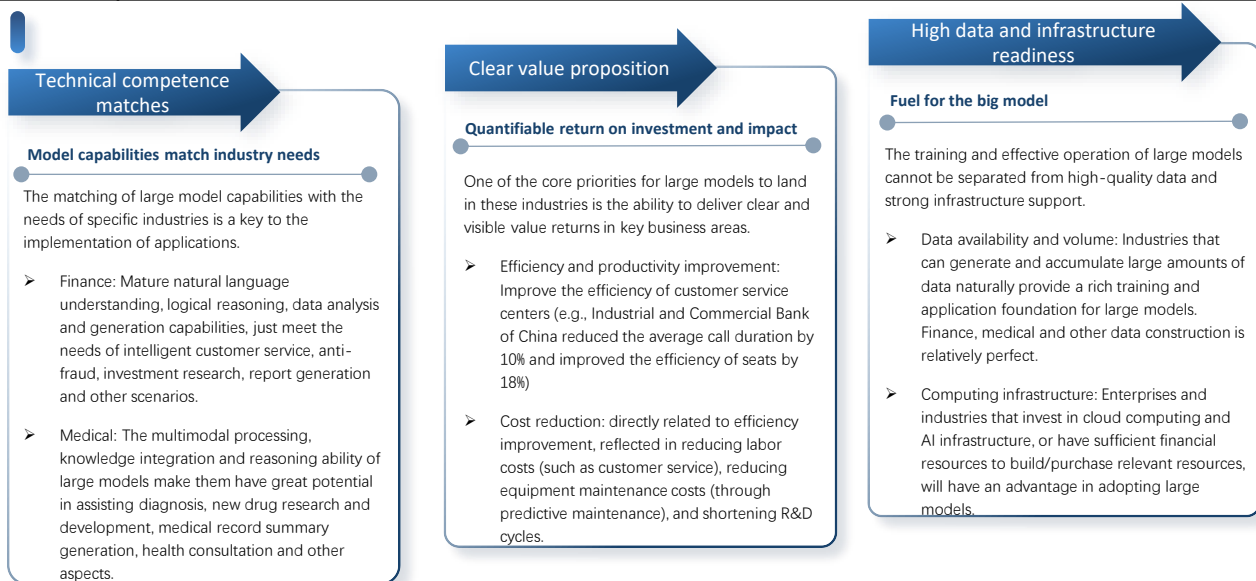 Technical competence
matches
Model capabilities match industry needs
The matching of large model capabilities with the
needs of specific industries is a key to the
implementation of applications.
➢ Finance: Mature natural language
understanding, logical reasoning, data analysis
and generation capabilities, just meet the
needs of intelligent customer service, anti-
fraud, investment research, report generation
and other scenarios.
➢ Medical: The multimodal processing,
knowledge integration and reasoning ability of
large models make them have great potential
in assisting diagnosis, new drug research and
development, medical record summary
generation, health consultation and other
aspects.
Clear value proposition
Quantifiable return on investment and impact
One of the core priorities for large models to land
in these industries is the ability to deliver clear and
visible value returns in key business areas.
➢ Efficiency and productivity improvement:
Improve the efficiency of customer service
centers (e.g., Industrial and Commercial Bank
of China reduced the average call duration by
10% and improved the efficiency of seats by
18%)
➢ Cost reduction: directly related to efficiency
improvement, reflected in reducing labor
costs (such as customer service), reducing
equipment maintenance costs (through
predictive maintenance), and shortening R&D
cycles.
High data and infrastructure
readiness
Fuel for the big model
The training and effective operation of large models
cannot be separated from high-quality data and
strong infrastructure support.
➢ Data availability and volume: Industries that
can generate and accumulate large amounts of
data naturally provide a rich training and
application foundation for large models.
Finance, medical and other data construction is
relatively perfect.
➢ Computing infrastructure: Enterprises and
industries that invest in cloud computing and
AI infrastructure, or have sufficient financial
resources to build/purchase relevant resources,
will have an advantage in adopting large
models.